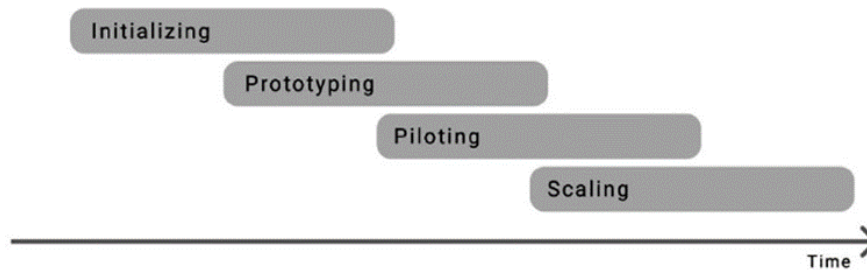 Initializing
Prototyping
Piloting
Scaling
Time